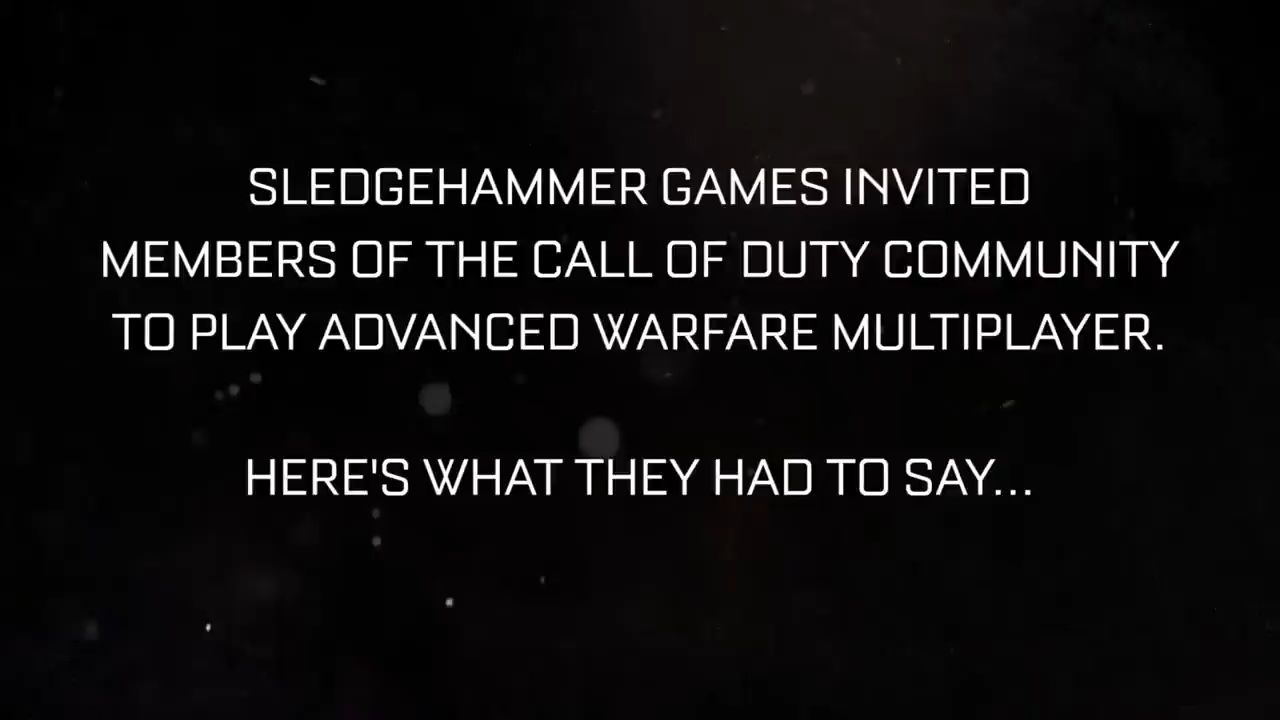 SLEDGEHAMMER GAMES INVITED
MEMBERS OF THE CALL OF DUTY COMMUNITY
TO PLAY ADVANCED WARFARE MULTIPLAYER.
HERE'S WHAT THEY HAD TO SAY...